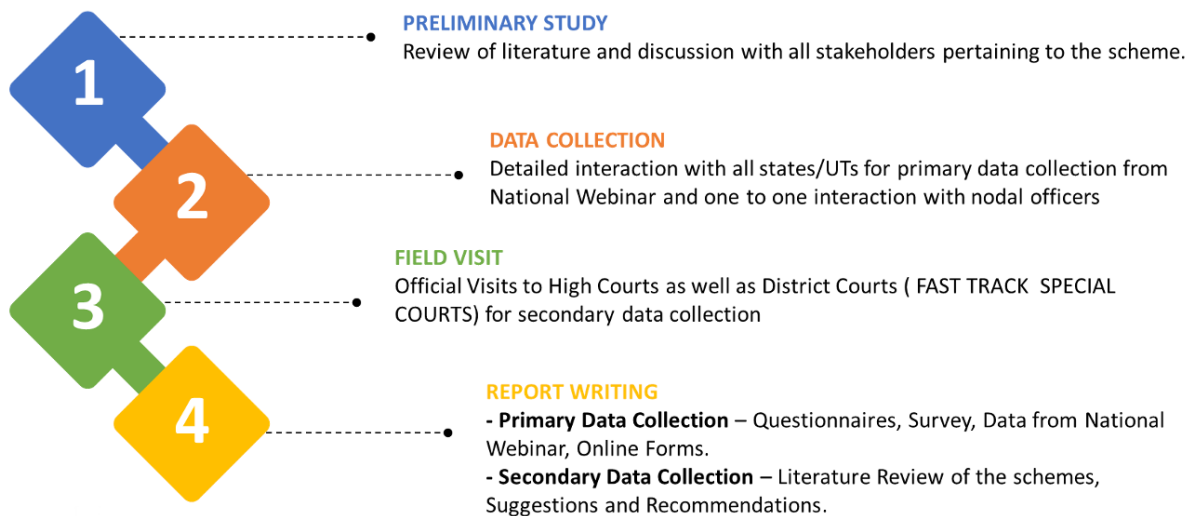 1
PRELIMINARY STUDY
Review of literature and discussion with all stakeholders pertaining to the scheme.
2
DATA COLLECTION
Detailed interaction with all states/UTs for primary data collection from
National Webinar and one to one interaction with nodal officers
3
FIELD VISIT
Official Visits to High Courts as well as District Courts ( FAST TRACK SPECIAL
COURTS) for secondary data collection
4
REPORT WRITING
- Primary Data Collection – Questionnaires, Survey, Data from National
Webinar, Online Forms.
- Secondary Data Collection – Literature Review of the schemes,
Suggestions and Recommendations.